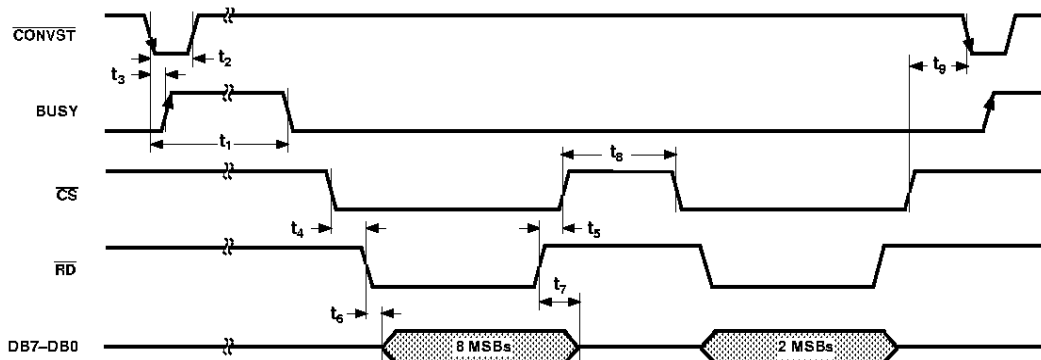 CONVST
t2
t3
t9
BUSY
t1
t8
CS
t4
t5
RD
t7
t6
DB7–DB0
8 MSBs
2 MSBs